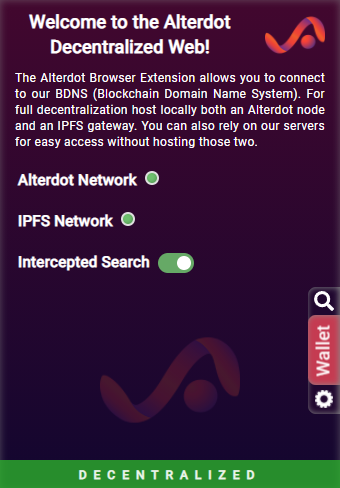 Welcome to the Alterdot
Decentralized Web!
The Alterdot Browser Extension allows you to connect
to our BDNS (Blockchain Domain Name System). For
full decentralization host locally both an Alterdot node
and an IPFS gateway. You can also rely on our servers
for easy access without hosting those two.
Alterdot Network
IPFS Network
Intercepted Search
Wallet
DECENTRALIZED